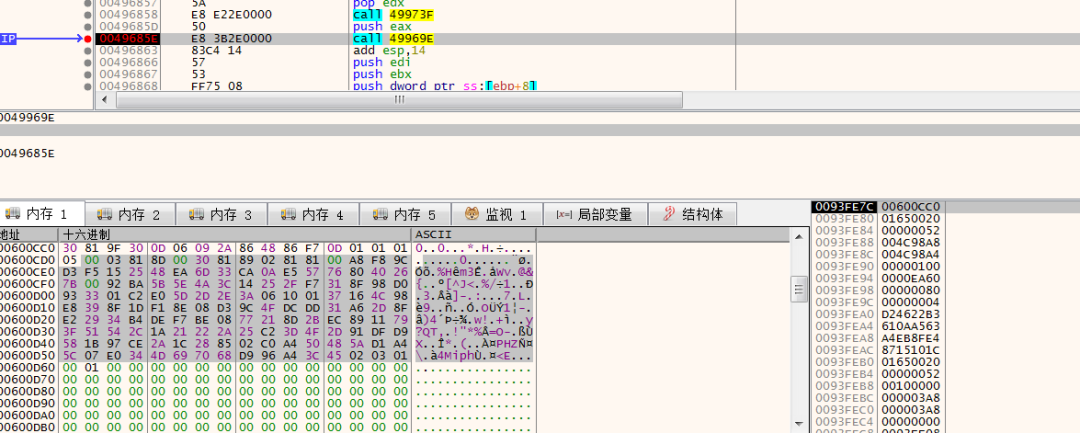 00496857 5A pop edx
00496858 E8 E22E0000 call 49973F
0049685D 50 push eax
IP 0049685E E8 3B2E0000 call 49969E
00496863 83C4 14 add esp,14
00496866 57 push edi
00496867 53 push ebx
00496868 FF75 08 push dword ptr ss:[ebp+8]
0049969E
0049685E
内存 1 内存 2 内存 3 内存 4 内存 5 监视 1 [x=] 局部变量 结构体
地址 十六进制 ASCII
00600CC0 30 81 9F 30 0D 06 09 2A 86 48 86 F7 0D 01 01 01 0..0...*.H.÷....
00600CD0 05 00 03 81 8D 00 30 81 89 02 81 81 00 A8 F8 9C ......0......¨ø.
00600CE0 D3 F5 15 25 48 EA 6D 33 CA 0A E5 57 76 80 40 26 Óõ.%Hêm3Ê.åWv.@&
00600CF0 7B 00 92 BA 5B 5E 4A 3C 14 25 2F F7 31 8F 98 D0 {..º[^J<.%/÷1..Ð
00600D00 93 33 01 C2 E4 5D 2D 2E 3A 06 10 01 37 16 4C 98 .3.Âä]-.:...7.L.
00600D10 E8 39 8F 1D F1 8E 08 D3 9C 4F DC DD 31 A6 2D 8F è9..ñ..Ó.OÜÝ1¦-.
00600D20 E2 29 34 B4 DE F7 BE 08 77 21 8D 2B EC 89 11 79 â)4´Þ÷¾.w!.+ì..y
00600D30 3F 51 54 2C 1A 21 22 2A 25 C2 3D 4F 2D 91 DF D9 ?QT,.!"*%Â=O-.ßÙ
00600D40 58 1B 97 CE 2A 1C 28 85 02 C0 A4 50 48 5A D1 A4 X..Î*.(..À¤PHZÑ¤
00600D50 5C 07 E0 34 4D 69 70 68 D9 96 A4 3C 45 02 03 01 \.à4MiphÙ.¤<E...
00600D60 00 01 00 00 00 00 00 00 00 00 00 00 00 00 00 00 ................
00600D70 00 00 00 00 00 00 00 00 00 00 00 00 00 00 00 00 ................
00600D80 00 00 00 00 00 00 00 00 00 00 00 00 00 00 00 00 ................
00600D90 00 00 00 00 00 00 00 00 00 00 00 00 00 00 00 00 ................
00600DA0 00 00 00 00 00 00 00 00 00 00 00 00 00 00 00 00 ................
00600DB0 00 00 00 00 00 00 00 00 00 00 00 00 00 00 00 00 ................
0093FE7C 00600CC0
0093FE80 01650020
0093FE84 00000052
0093FE88 004C98A8
0093FE8C 004C98A4
0093FE90 00000100
0093FE94 0000EA60
0093FE98 00000080
0093FE9C 00000004
0093FEA0 D24622B3
0093FEA4 610AA563
0093FEA8 A4EB8FE4
0093FEAC 8715101C
0093FEB0 01650020
0093FEB4 00000052
0093FEB8 00100000
0093FEBC 000003A8
0093FEC0 000003A8
0093FEC4 00000000